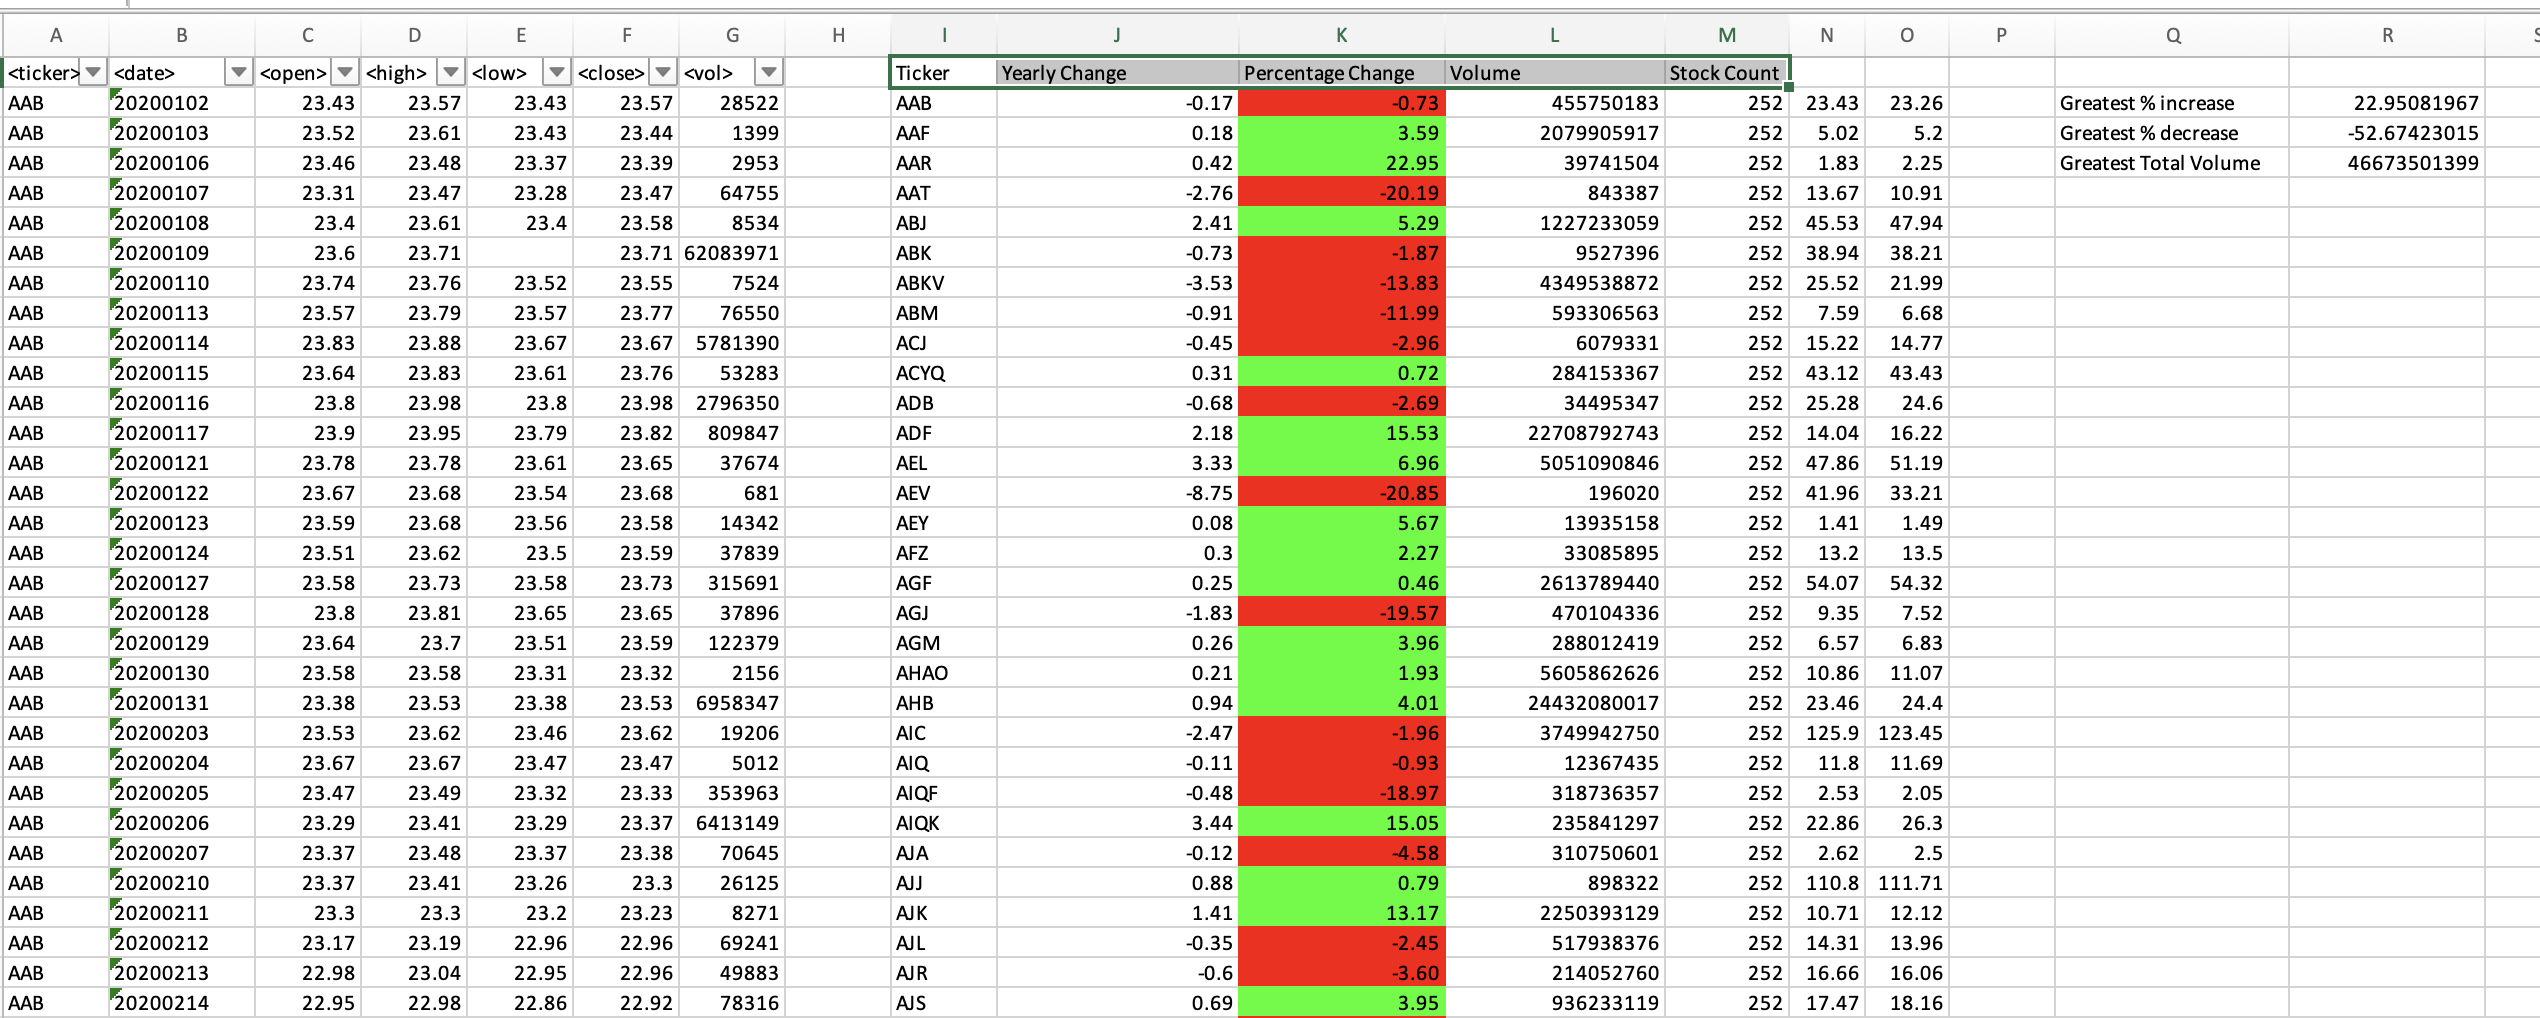 A B C D E F G H I J K L M N O P Q R
<ticker> <date> <open> <high> <low> <close> <vol> Ticker Yearly Change Percentage Change Volume Stock Count
AAB 20200102 23.43 23.57 23.43 23.57 28522 AAB -0.17 -0.73 455750183 252 23.43 23.26 Greatest % increase 22.95081967
AAB 20200103 23.52 23.61 23.43 23.44 1399 AAF 0.18 3.59 2079905917 252 5.02 5.2 Greatest % decrease -52.67423015
AAB 20200106 23.46 23.48 23.37 23.39 2953 AAR 0.42 22.95 39741504 252 1.83 2.25 Greatest Total Volume 46673501399
AAB 20200107 23.31 23.47 23.28 23.47 64755 AAT -2.76 -20.19 843387 252 13.67 10.91
AAB 20200108 23.4 23.61 23.4 23.58 8534 ABJ 2.41 5.29 1227233059 252 45.53 47.94
AAB 20200109 23.6 23.71 23.71 62083971 ABK -0.73 -1.87 9527396 252 38.94 38.21
AAB 20200110 23.74 23.76 23.52 23.55 7524 ABKV -3.53 -13.83 4349538872 252 25.52 21.99
AAB 20200113 23.57 23.79 23.57 23.77 76550 ABM -0.91 -11.99 593306563 252 7.59 6.68
AAB 20200114 23.83 23.88 23.67 23.67 5781390 ACJ -0.45 -2.96 6079331 252 15.22 14.77
AAB 20200115 23.64 23.83 23.61 23.76 53283 ACYQ 0.31 0.72 284153367 252 43.12 43.43
AAB 20200116 23.8 23.98 23.8 23.98 2796350 ADB -0.68 -2.69 34495347 252 25.28 24.6
AAB 20200117 23.9 23.95 23.79 23.82 809847 ADF 2.18 15.53 22708792743 252 14.04 16.22
AAB 20200121 23.78 23.78 23.61 23.65 37674 AEL 3.33 6.96 5051090846 252 47.86 51.19
AAB 20200122 23.67 23.68 23.54 23.68 681 AEV -8.75 -20.85 196020 252 41.96 33.21
AAB 20200123 23.59 23.68 23.56 23.58 14342 AEY 0.08 5.67 13935158 252 1.41 1.49
AAB 20200124 23.51 23.62 23.5 23.59 37839 AFZ 0.3 2.27 33085895 252 13.2 13.5
AAB 20200127 23.58 23.73 23.58 23.73 315691 AGF 0.25 0.46 2613789440 252 54.07 54.32
AAB 20200128 23.8 23.81 23.65 23.65 37896 AGJ -1.83 -19.57 470104336 252 9.35 7.52
AAB 20200129 23.64 23.7 23.51 23.59 122379 AGM 0.26 3.96 288012419 252 6.57 6.83
AAB 20200130 23.58 23.58 23.31 23.32 2156 AHAO 0.21 1.93 5605862626 252 10.86 11.07
AAB 20200131 23.38 23.53 23.38 23.53 6958347 AHB 0.94 4.01 24432080017 252 23.46 24.4
AAB 20200203 23.53 23.62 23.46 23.62 19206 AIC -2.47 -1.96 3749942750 252 125.9 123.45
AAB 20200204 23.67 23.67 23.47 23.47 5012 AIQ -0.11 -0.93 12367435 252 11.8 11.69
AAB 20200205 23.47 23.49 23.32 23.33 353963 AIQF -0.48 -18.97 318736357 252 2.53 2.05
AAB 20200206 23.29 23.41 23.29 23.37 6413149 AIQK 3.44 15.05 235841297 252 22.86 26.3
AAB 20200207 23.37 23.48 23.37 23.38 70645 AJA -0.12 -4.58 310750601 252 2.62 2.5
AAB 20200210 23.37 23.41 23.26 23.3 26125 AJJ 0.88 0.79 898322 252 110.8 111.71
AAB 20200211 23.3 23.3 23.2 23.23 8271 AJK 1.41 13.17 2250393129 252 10.71 12.12
AAB 20200212 23.17 23.19 22.96 22.96 69241 AJL -0.35 -2.45 517938376 252 14.31 13.96
AAB 20200213 22.98 23.04 22.95 22.96 49883 AJR -0.6 -3.60 214052760 252 16.66 16.06
AAB 20200214 22.95 22.98 22.86 22.92 78316 AJS 0.69 3.95 936233119 252 17.47 18.16